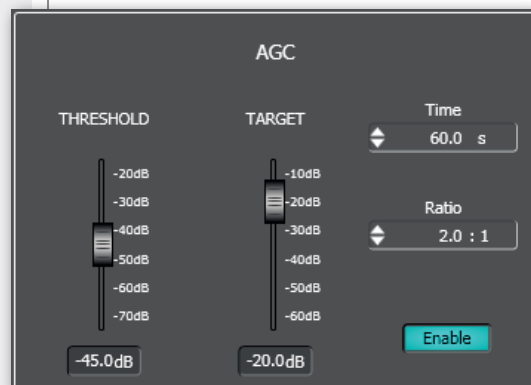 AGC
THRESHOLD
-20dB
-30dB
-40dB
-50dB
-60dB
-70dB
-45.0dB
TARGET
-10dB
-20dB
-30dB
-40dB
-50dB
-60dB
-20.0dB
Time
60.0 s
Ratio
2.0 : 1
Enable